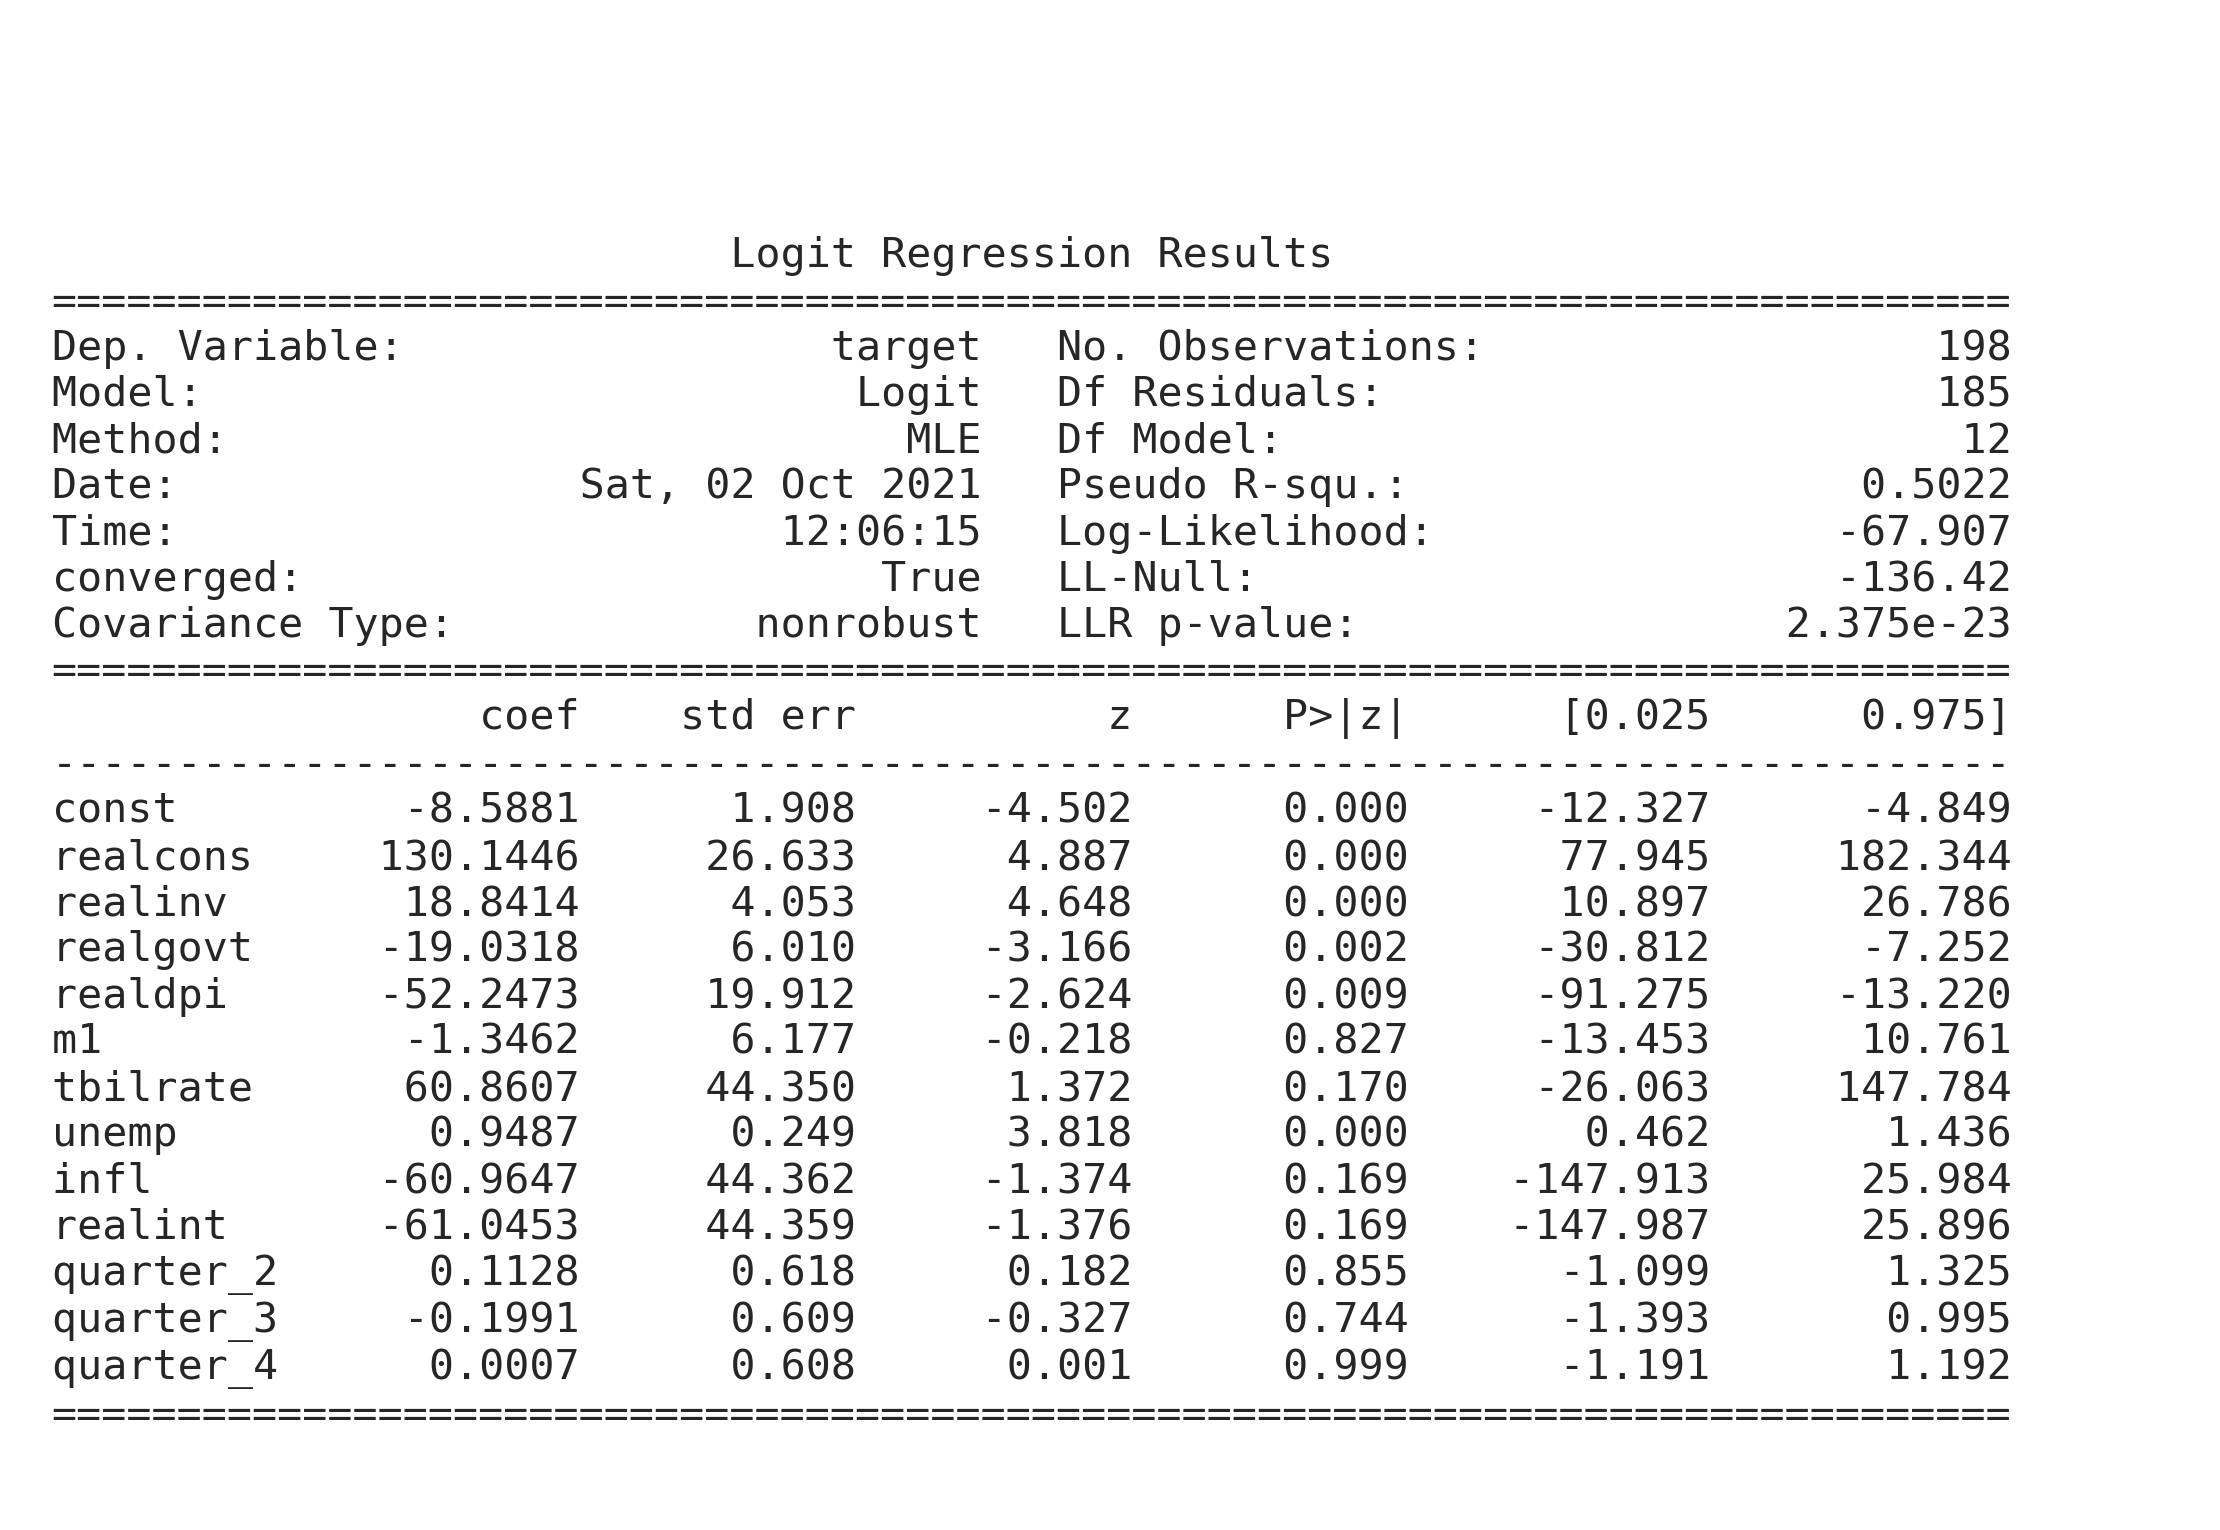 Logit Regression Results
==============================================================================
Dep. Variable:                 target   No. Observations:                  198
Model:                          Logit   Df Residuals:                      185
Method:                           MLE   Df Model:                           12
Date:                Sat, 02 Oct 2021   Pseudo R-squ.:                  0.5022
Time:                        12:06:15   Log-Likelihood:                -67.907
converged:                       True   LL-Null:                       -136.42
Covariance Type:            nonrobust   LLR p-value:                 2.375e-23
==============================================================================
                 coef    std err          z      P>|z|      [0.025      0.975]
------------------------------------------------------------------------------
const         -8.5881      1.908     -4.502      0.000     -12.327      -4.849
realcons     130.1446     26.633      4.887      0.000      77.945     182.344
realinv       18.8414      4.053      4.648      0.000      10.897      26.786
realgovt     -19.0318      6.010     -3.166      0.002     -30.812      -7.252
realdpi      -52.2473     19.912     -2.624      0.009     -91.275     -13.220
m1            -1.3462      6.177     -0.218      0.827     -13.453      10.761
tbilrate      60.8607     44.350      1.372      0.170     -26.063     147.784
unemp          0.9487      0.249      3.818      0.000       0.462       1.436
infl         -60.9647     44.362     -1.374      0.169    -147.913      25.984
realint      -61.0453     44.359     -1.376      0.169    -147.987      25.896
quarter_2      0.1128      0.618      0.182      0.855      -1.099       1.325
quarter_3     -0.1991      0.609     -0.327      0.744      -1.393       0.995
quarter_4      0.0007      0.608      0.001      0.999      -1.191       1.192
==============================================================================